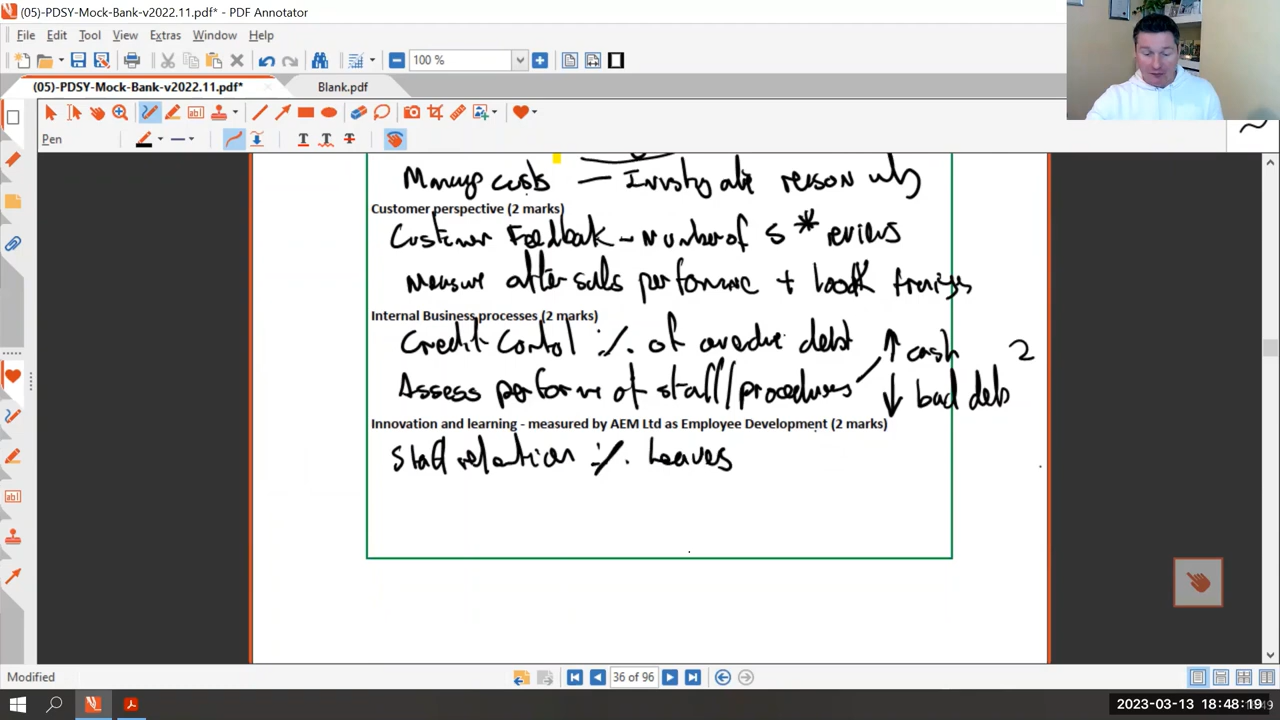 (05)-PDSY-Mock-Bank-v2022.11.pdf* - PDF Annotator
File Edit Tool View Extras Window Help
100 %
(05)-PDSY-Mock-Bank-v2022.11.pdf* Blank.pdf
Pen
Manage costs — Investigate reason why
Customer perspective (2 marks)
Customer Feedback - Number of 5 * reviews
Measure after sales performance + look
Internal Business processes (2 marks)
Credit Control % of overdue debt ↑ cash 2
Assess performe of staff/procedures ↓ bad debt
Innovation and learning - measured by AEM Ltd as Employee Development (2 marks)
Staff retention % Leaves
Modified 36 of 96
2023-03-13 18:48:19